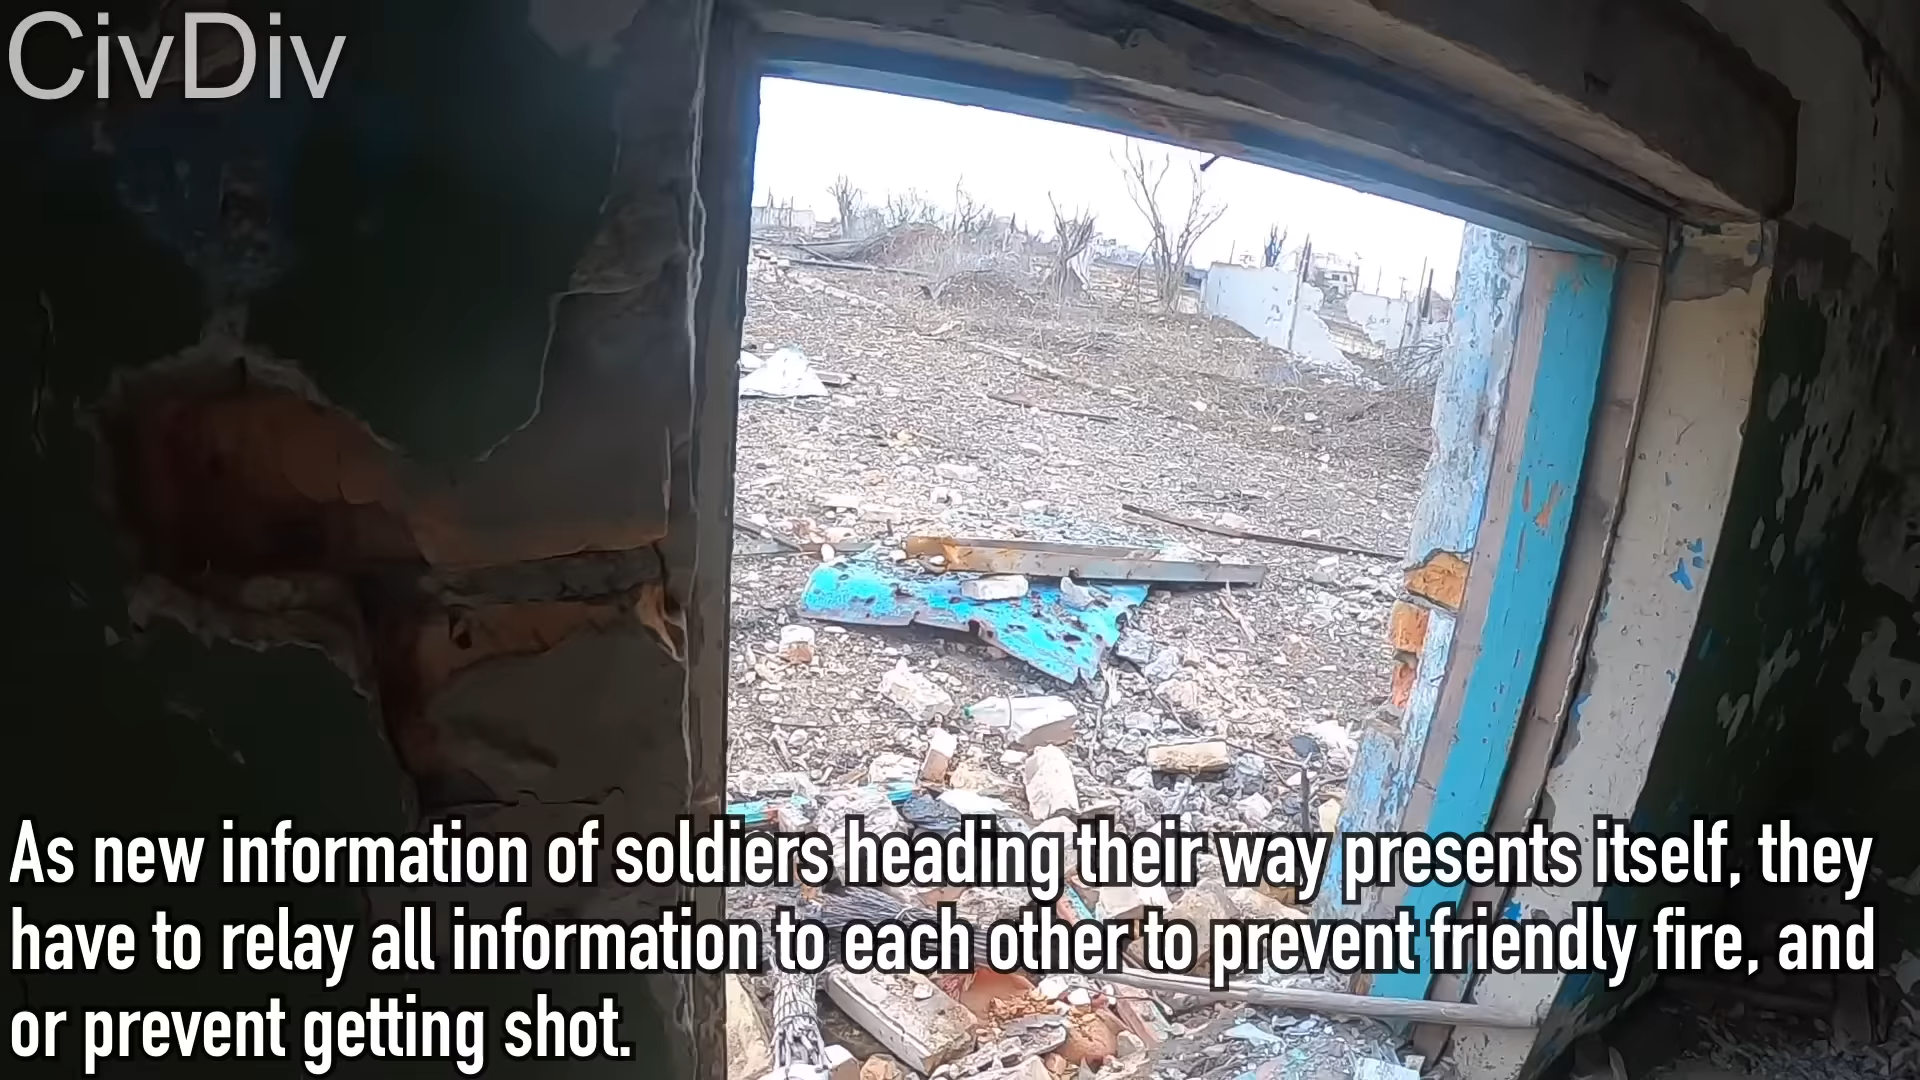 CivDiv
As new information of soldiers heading their way presents itself, they
have to relay all information to each other to prevent friendly fire, and
or prevent getting shot.